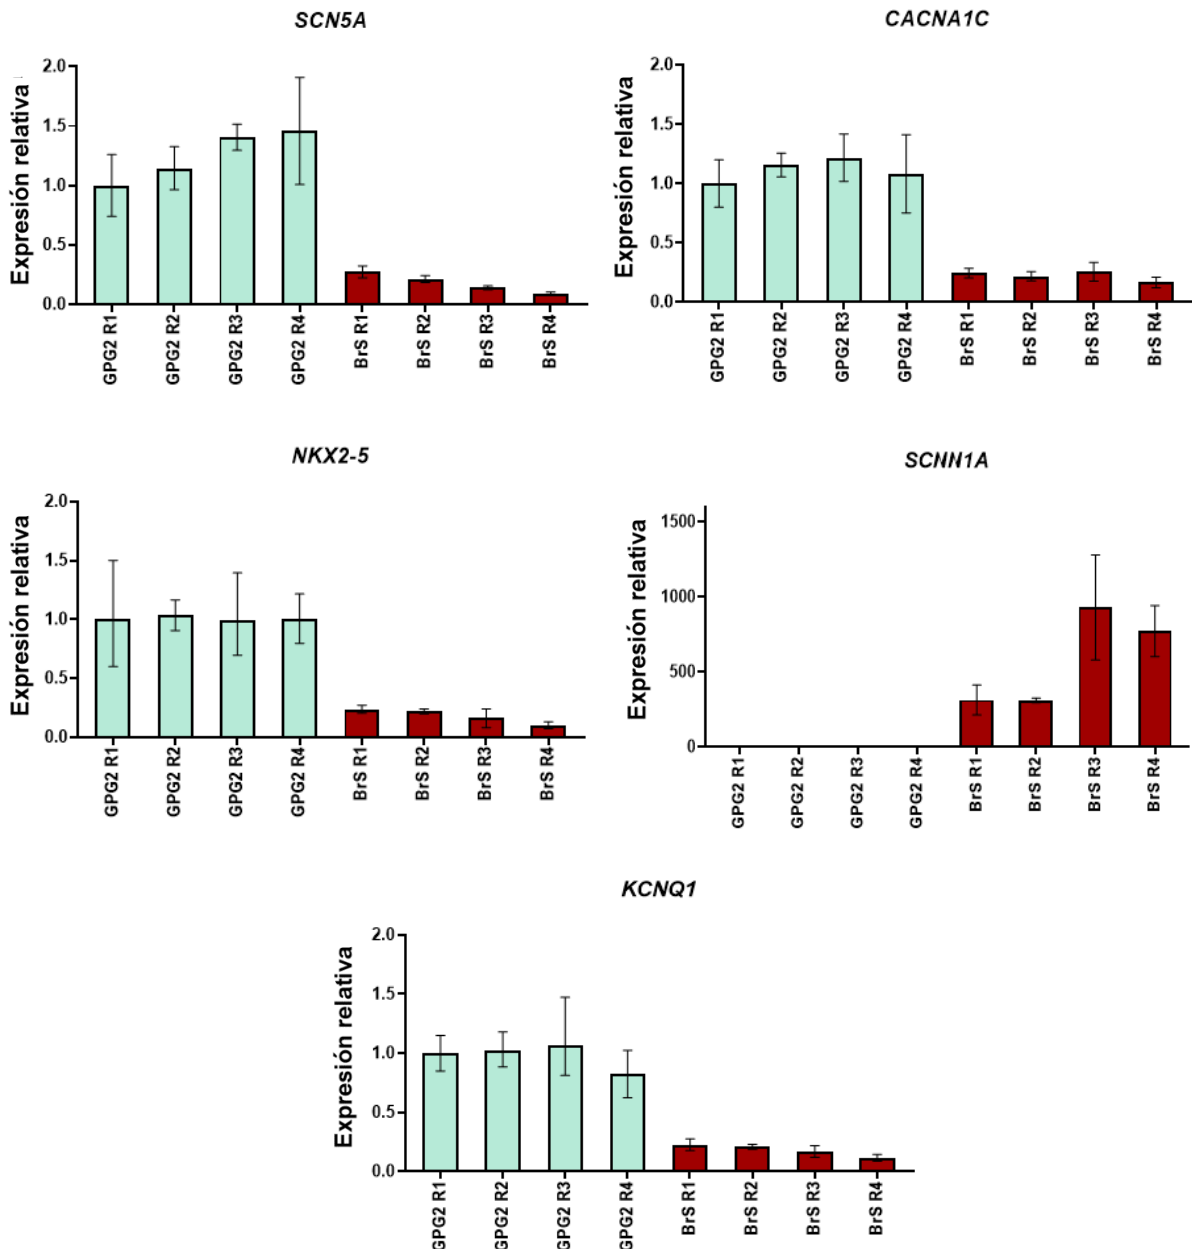 SCN5A
Expresión relativa
2.0
1.5
1.0
0.5
0.0
GPG2 R1
GPG2 R2
GPG2 R3
GPG2 R4
BrS R1
BrS R2
BrS R3
BrS R4
CACNA1C
Expresión relativa
2.0
1.5
1.0
0.5
0.0
GPG2 R1
GPG2 R2
GPG2 R3
GPG2 R4
BrS R1
BrS R2
BrS R3
BrS R4
NKX2-5
Expresión relativa
2.0
1.5
1.0
0.5
0.0
GPG2 R1
GPG2 R2
GPG2 R3
GPG2 R4
BrS R1
BrS R2
BrS R3
BrS R4
SCNN1A
Expresión relativa
1500
1000
500
0
GPG2 R1
GPG2 R2
GPG2 R3
GPG2 R4
BrS R1
BrS R2
BrS R3
BrS R4
KCNQ1
Expresión relativa
2.0
1.5
1.0
0.5
0.0
GPG2 R1
GPG2 R2
GPG2 R3
GPG2 R4
BrS R1
BrS R2
BrS R3
BrS R4